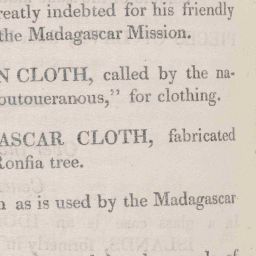 reatly indebted for his friendly
the Madagascar Mission.
N CLOTH, called by the na-
outoueranous," for clothing.
ASCAR CLOTH, fabricated
Ronfia tree.
n as is used by the Madagascar